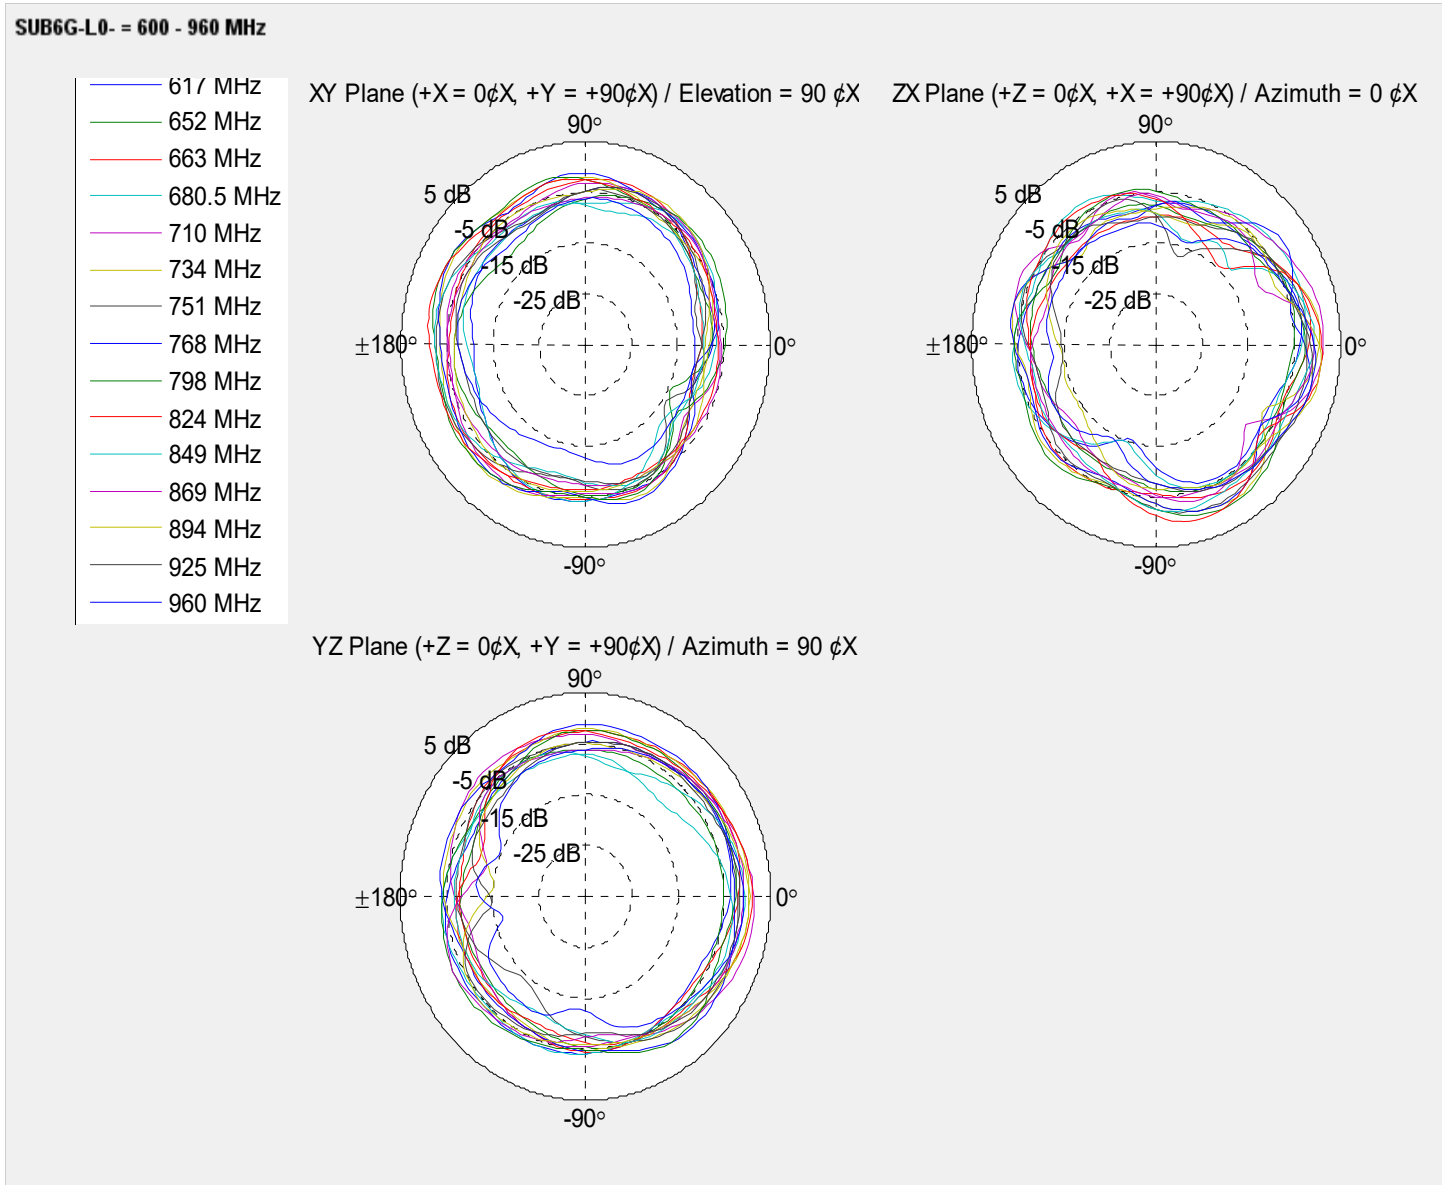 SUB6G-L0- = 600 - 960 MHz
617 MHz
652 MHz
663 MHz
680.5 MHz
710 MHz
734 MHz
751 MHz
768 MHz
798 MHz
824 MHz
849 MHz
869 MHz
894 MHz
925 MHz
960 MHz
XY Plane (+X = 0¢X, +Y = +90¢X) / Elevation = 90 ¢X
90°
5 dB
-5 dB
-15 dB
-25 dB
±180°
0°
-90°
ZX Plane (+Z = 0¢X, +X = +90¢X) / Azimuth = 0 ¢X
90°
5 dB
-5 dB
-15 dB
-25 dB
±180°
0°
-90°
YZ Plane (+Z = 0¢X, +Y = +90¢X) / Azimuth = 90 ¢X
90°
5 dB
-5 dB
-15 dB
-25 dB
±180°
0°
-90°